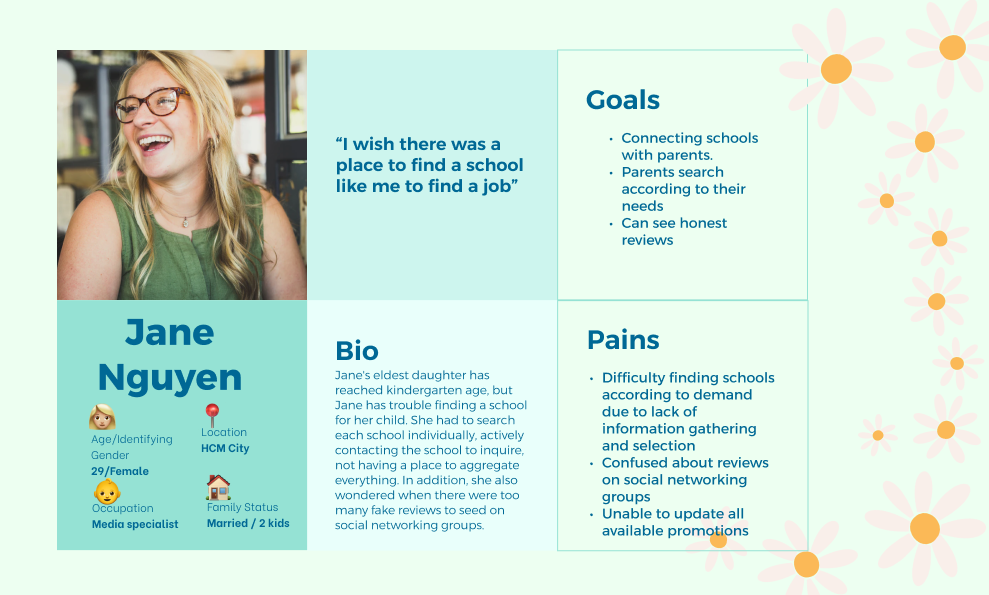 “I wish there was a
place to find a school
like me to find a job”
Goals
• Connecting schools
with parents.
• Parents search
according to their
needs
• Can see honest
reviews
Jane
Nguyen
Age/Identifying
Gender
29/Female
Location
HCM City
Occupation
Media specialist
Family Status
Married / 2 kids
Bio
Jane's eldest daughter has
reached kindergarten age, but
Jane has trouble finding a school
for her child. She had to search
each school individually, actively
contacting the school to inquire,
not having a place to aggregate
everything. In addition, she also
wondered when there were too
many fake reviews to seed on
social networking groups.
Pains
• Difficulty finding schools
according to demand
due to lack of
information gathering
and selection
• Confused about reviews
on social networking
groups
• Unable to update all
available promotions